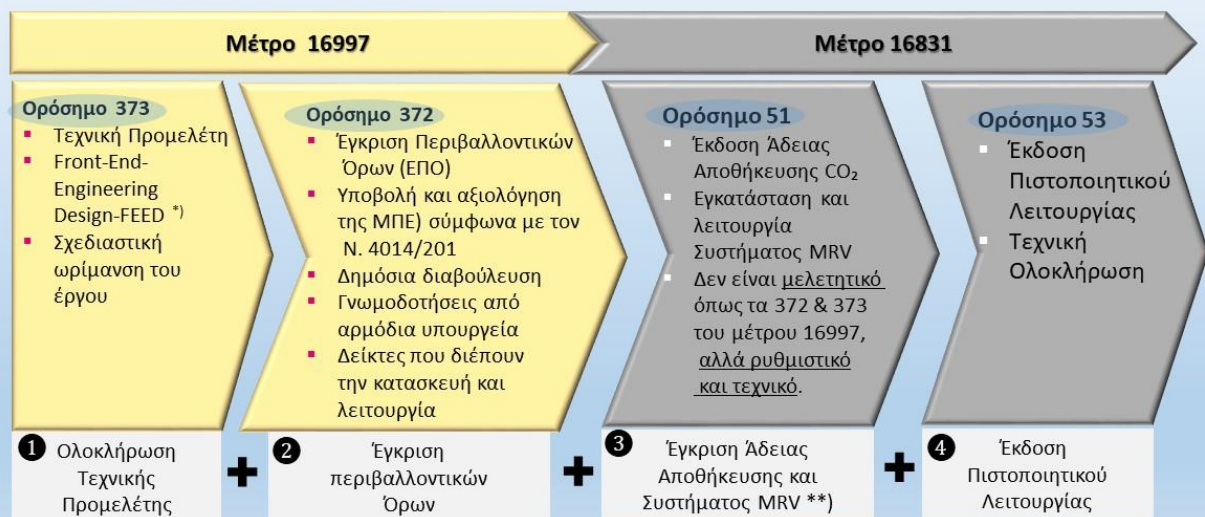 Μέτρο 16997
Μέτρο 16831
Ορόσημο 373
▪ Τεχνική Προμελέτη
▪ Front-End-
Engineering
Design-FEED *)
▪ Σχεδιαστική
ωρίμανση του
έργου
Ορόσημο 372
▪ Έγκριση Περιβαλλοντικών
Όρων (ΕΠΟ)
▪ Υποβολή και αξιολόγηση
της ΜΠΕ) σύμφωνα με τον
Ν. 4014/201
▪ Δημόσια διαβούλευση
▪ Γνωμοδοτήσεις από
αρμόδια υπουργεία
▪ Δείκτες που διέπουν
την κατασκευή και
λειτουργία
Ορόσημο 51
▪ Έκδοση Άδειας
Αποθήκευσης CO₂
▪ Εγκατάσταση και
λειτουργία
Συστήματος MRV
▪ Δεν είναι μελετητικό
όπως τα 372 & 373
του μέτρου 16997,
αλλά ρυθμιστικό
και τεχνικό.
Ορόσημο 53
▪ Έκδοση
Πιστοποιητικού
Λειτουργίας
▪ Τεχνική
Ολοκλήρωση
❶ Ολοκλήρωση
Τεχνικής
Προμελέτης
+
❷ Έγκριση
περιβαλλοντικών
Όρων
+
❸ Έγκριση Άδειας
Αποθήκευσης και
Συστήματος MRV **)
+
❹ Έκδοση
Πιστοποιητικού
Λειτουργίας